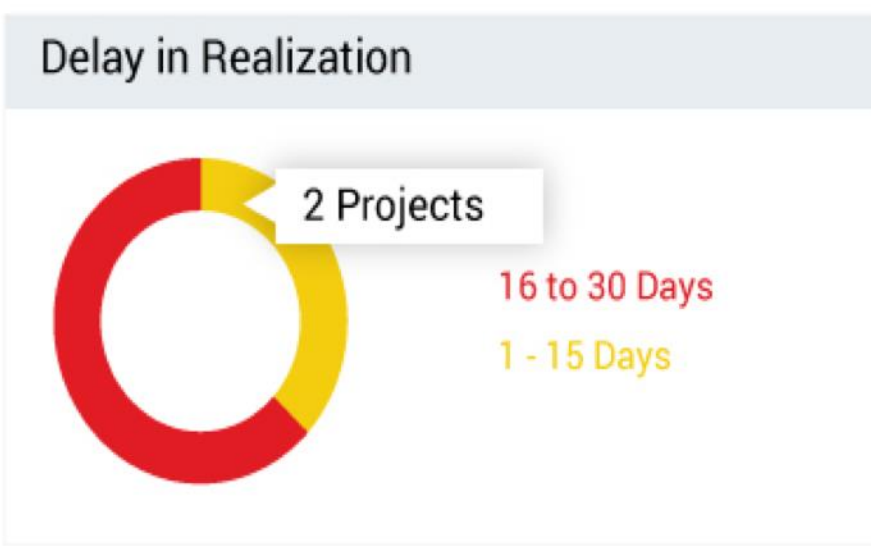 Delay in Realization
2 Projects
16 to 30 Days
1 - 15 Days